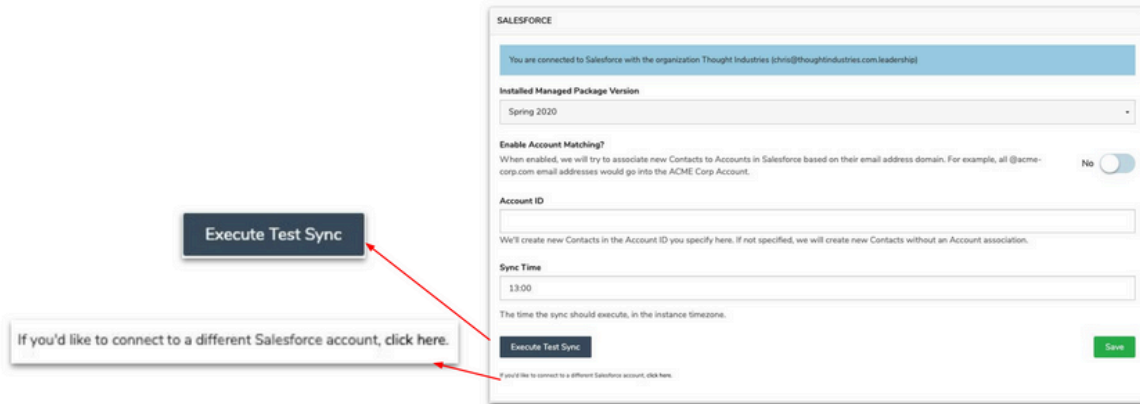 SALESFORCE
You are connected to Salesforce with the organization Thought Industries (chris@thoughtindustries.com.leadership)
Installed Managed Package Version
Spring 2020
Enable Account Matching?
When enabled, we will try to associate new Contacts to Accounts in Salesforce based on their email address domain. For example, all @acme-
corp.com email addresses would go into the ACME Corp Account.
No
Account ID
We'll create new Contacts in the Account ID you specify here. If not specified, we will create new Contacts without an Account association.
Sync Time
13:00
The time the sync should execute, in the instance timezone.
Execute Test Sync
Save
If you'd like to connect to a different Salesforce account, click here.
Execute Test Sync
If you'd like to connect to a different Salesforce account, click here.